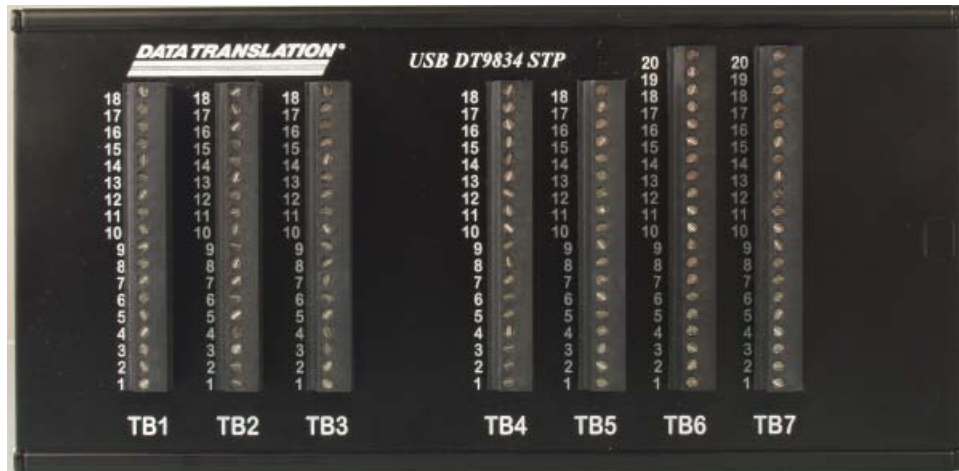 DATA TRANSLATION®
USB DT9834 STP
18 18 18 18 18 20 20
17 17 17 17 17 19 19
16 16 16 16 16 18 18
15 15 15 15 15 17 17
14 14 14 14 14 16 16
13 13 13 13 13 15 15
12 12 12 12 12 14 14
11 11 11 11 11 13 13
10 10 10 10 10 12 12
9 9 9 9 9 11 11
8 8 8 8 8 10 10
7 7 7 7 7 9 9
6 6 6 6 6 8 8
5 5 5 5 5 7 7
4 4 4 4 4 6 6
3 3 3 3 3 5 5
2 2 2 2 2 4 4
1 1 1 1 1 3 3
2 2
1 1
TB1 TB2 TB3 TB4 TB5 TB6 TB7